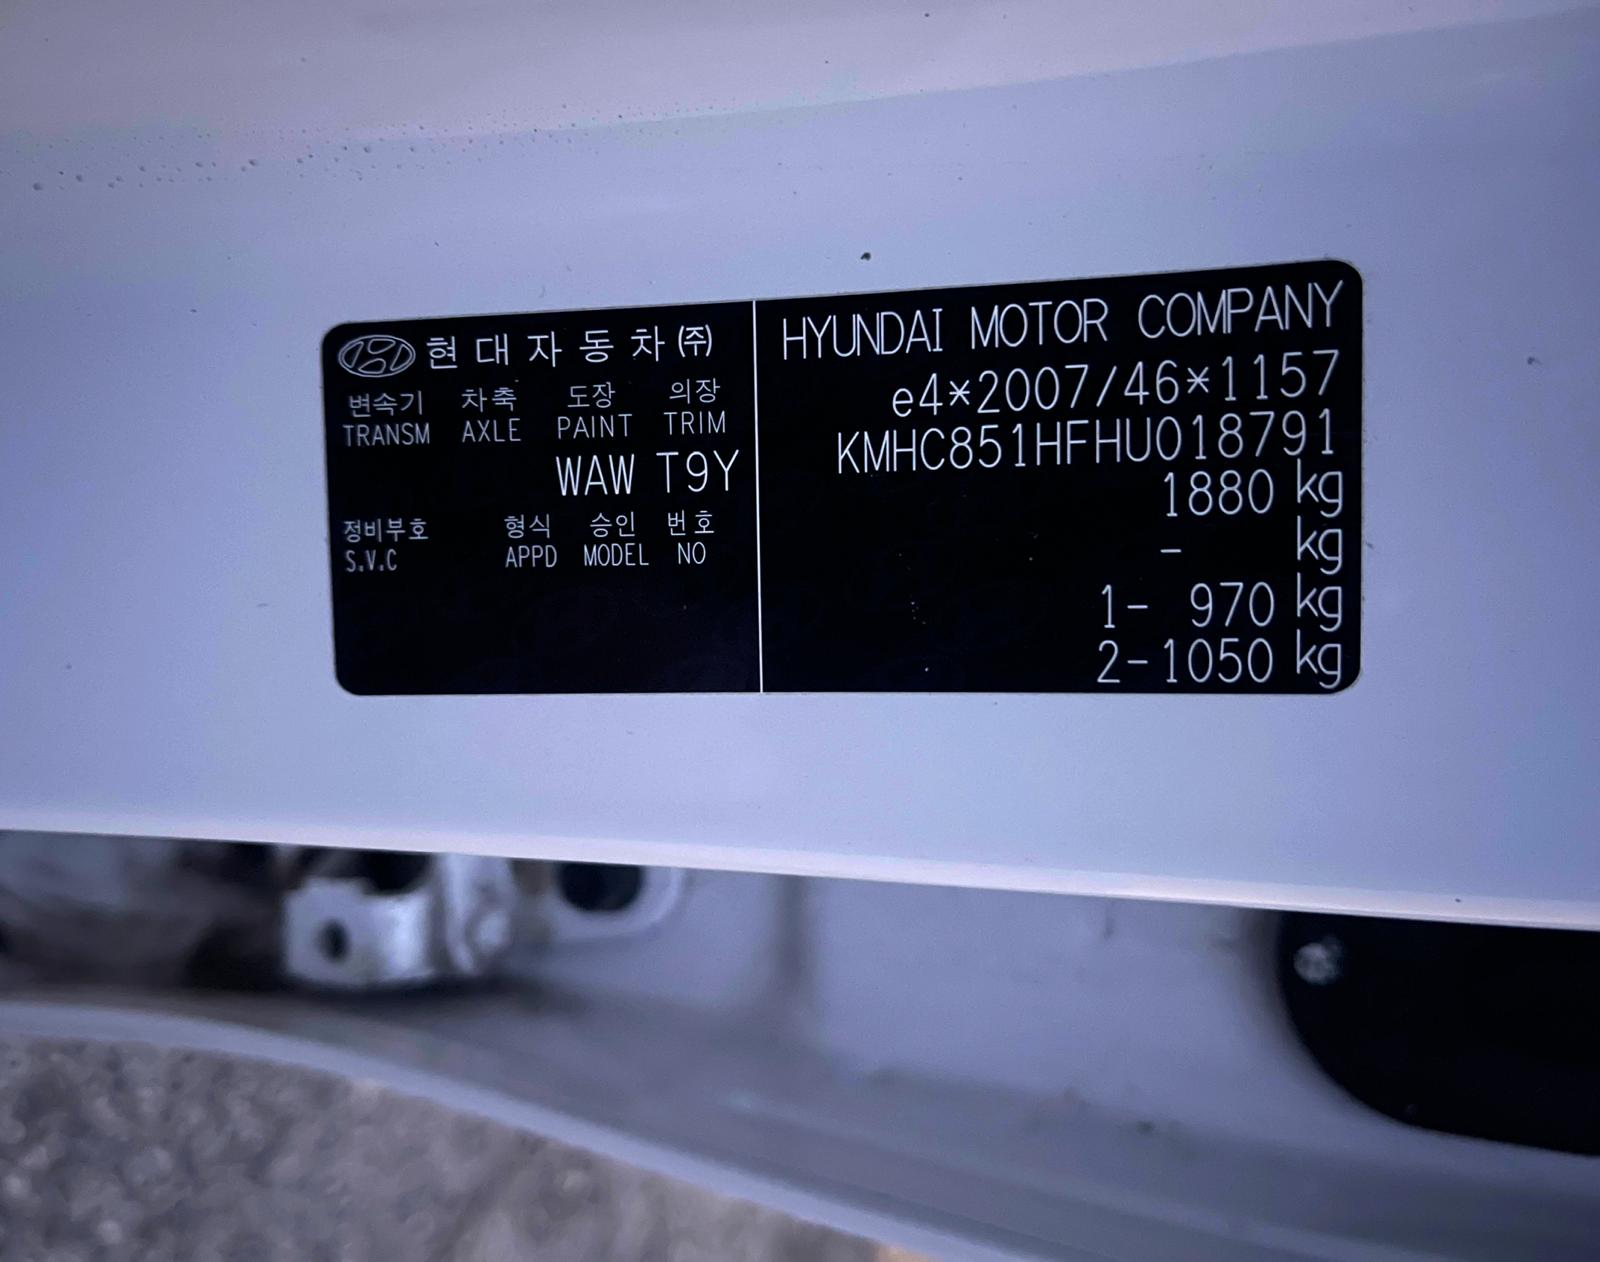 현대자동차㈜
변속기 차축 도장 의장
TRANSM AXLE PAINT TRIM
WAW T9Y
정비부호 형식 승인 번호
S.V.C APPD MODEL NO
HYUNDAI MOTOR COMPANY
e4*2007/46*1157
KMHC851HFHU018791
1880 kg
- kg
1- 970 kg
2-1050 kg